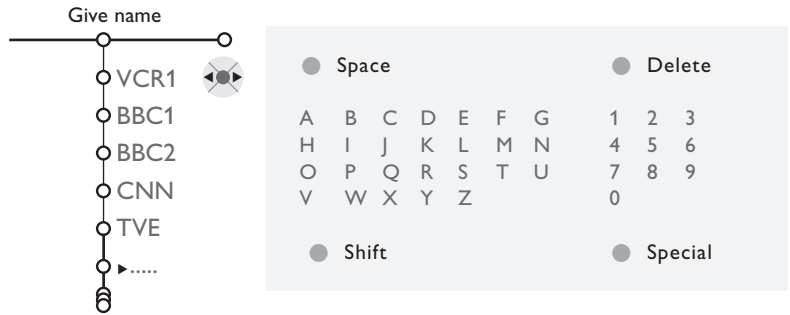 Give name
VCR1
BBC1
BBC2
CNN
TVE
.....
Space Delete
A B C D E F G 1 2 3
H I J K L M N 4 5 6
O P Q R S T U 7 8 9
V W X Y Z 0
Shift Special